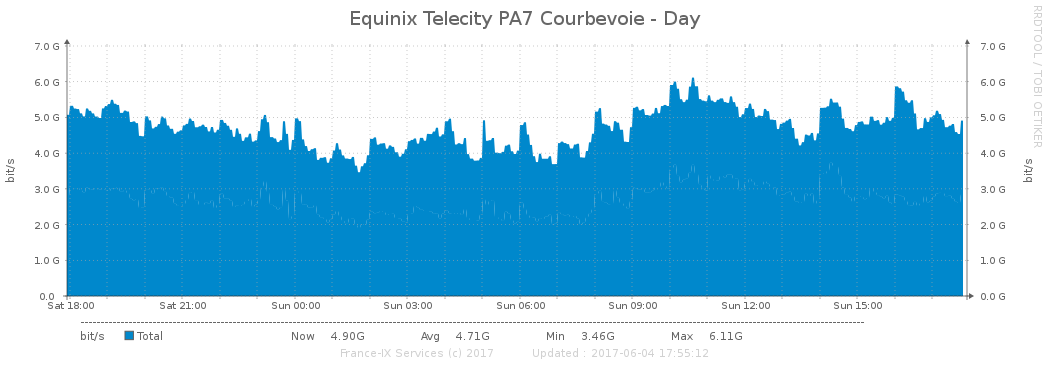 Equinix Telecity PA7 Courbevoie - Day
RRDTOOL / TOBI OETIKER
7.0 G 7.0 G
6.0 G 6.0 G
5.0 G 5.0 G
4.0 G 4.0 G
3.0 G 3.0 G
2.0 G 2.0 G
1.0 G 1.0 G
0.0 0.0 G
bit/s bit/s
Sat 18:00 Sat 21:00 Sun 00:00 Sun 03:00 Sun 06:00 Sun 09:00 Sun 12:00 Sun 15:00
bit/s Total Now 4.90G Avg 4.71G Min 3.46G Max 6.11G
France-IX Services (c) 2017 Updated : 2017-06-04 17:55:12